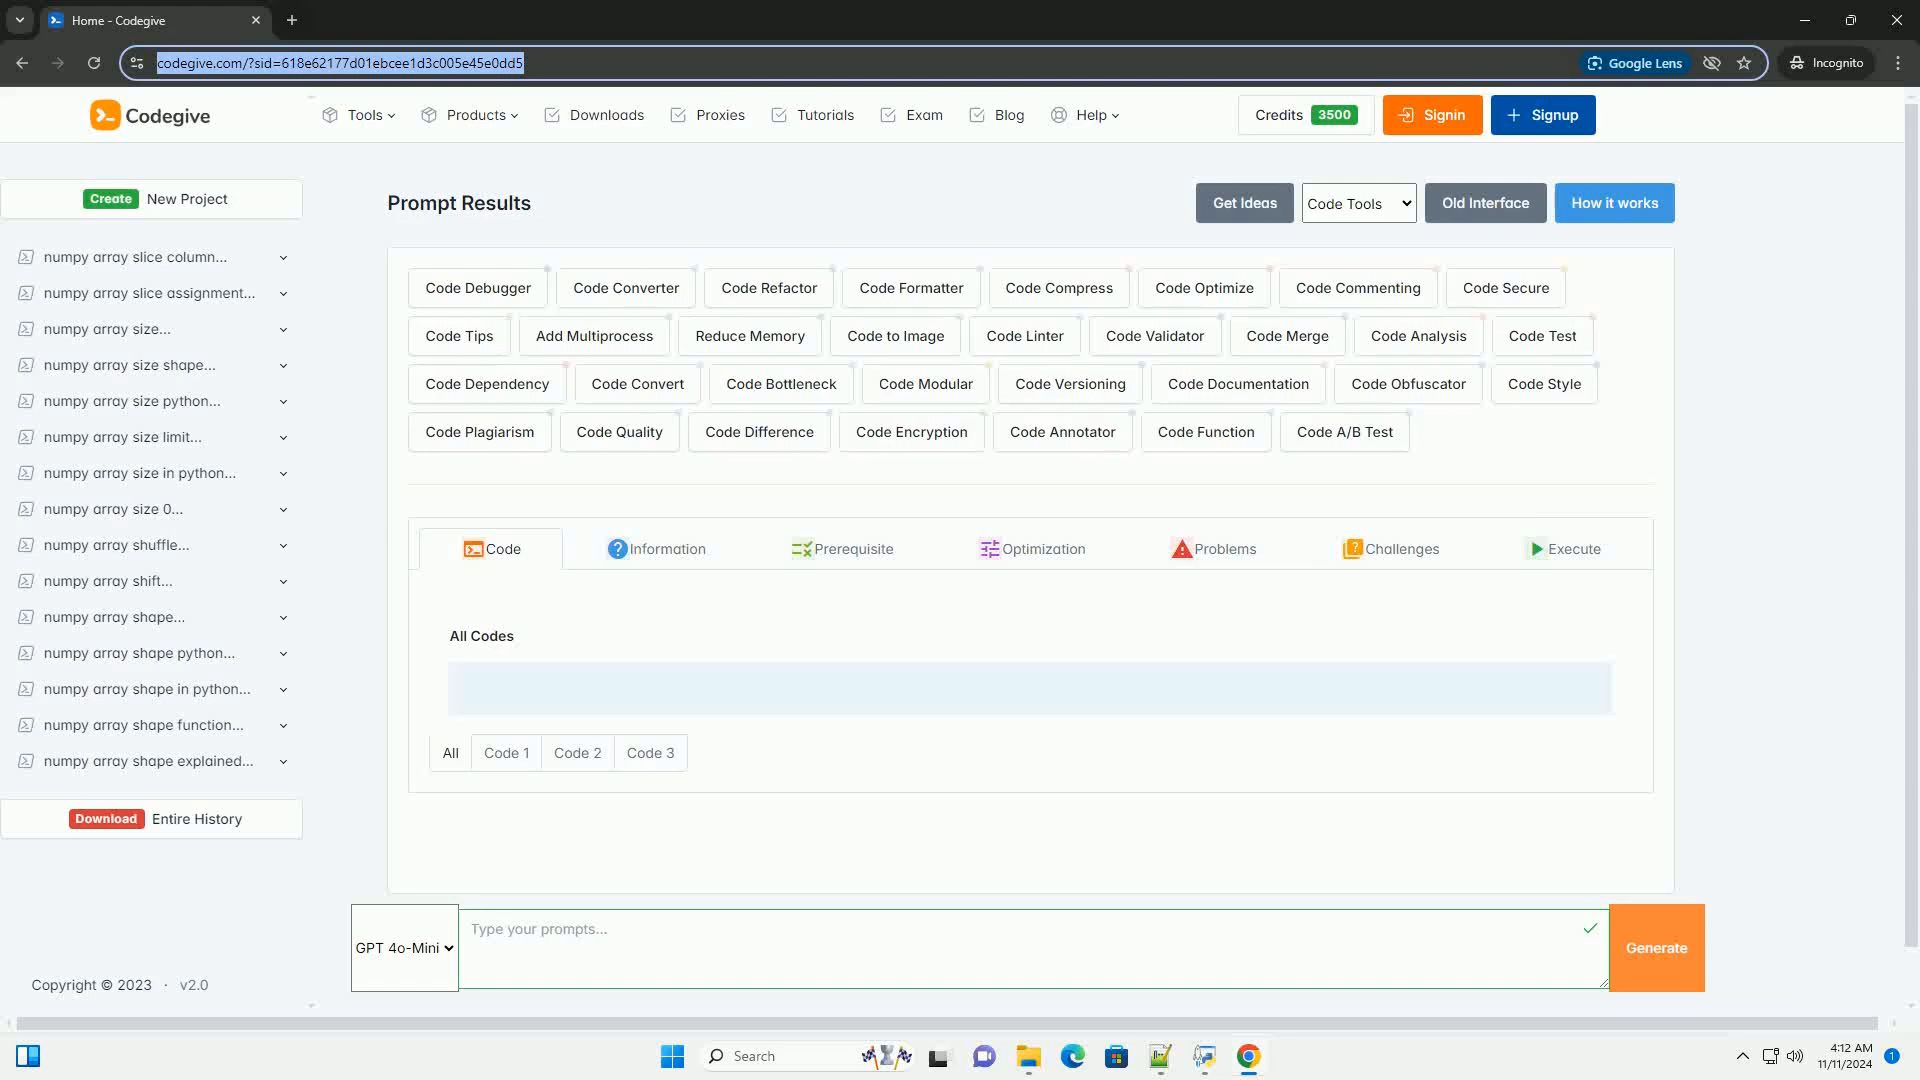 Home - Codegive
codegive.com/?sid=618e62177d01ebcee1d3c005e45e0dd5
Google Lens
Incognito
Codegive
Tools
Products
Downloads
Proxies
Tutorials
Exam
Blog
Help
Credits 3500
Signin
Signup
Create New Project
Prompt Results
Get Ideas
Code Tools
Old Interface
How it works
numpy array slice column...
numpy array slice assignment...
numpy array size...
numpy array size shape...
numpy array size python...
numpy array size limit...
numpy array size in python...
numpy array size 0...
numpy array shuffle...
numpy array shift...
numpy array shape...
numpy array shape python...
numpy array shape in python...
numpy array shape function...
numpy array shape explained...
Download Entire History
Copyright © 2023 · v2.0
Code Debugger Code Converter Code Refactor Code Formatter Code Compress Code Optimize Code Commenting Code Secure
Code Tips Add Multiprocess Reduce Memory Code to Image Code Linter Code Validator Code Merge Code Analysis Code Test
Code Dependency Code Convert Code Bottleneck Code Modular Code Versioning Code Documentation Code Obfuscator Code Style
Code Plagiarism Code Quality Code Difference Code Encryption Code Annotator Code Function Code A/B Test
Code Information Prerequisite Optimization Problems Challenges Execute
All Codes
All Code 1 Code 2 Code 3
GPT 4o-Mini
Type your prompts...
Generate
Search
4:12 AM
11/11/2024
1